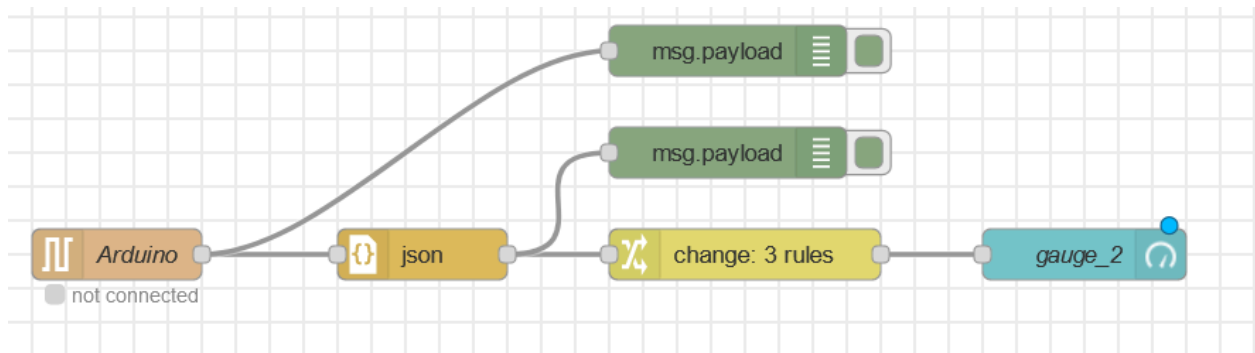 msg.payload
msg.payload
Arduino
{} json
change: 3 rules
gauge_2
not connected